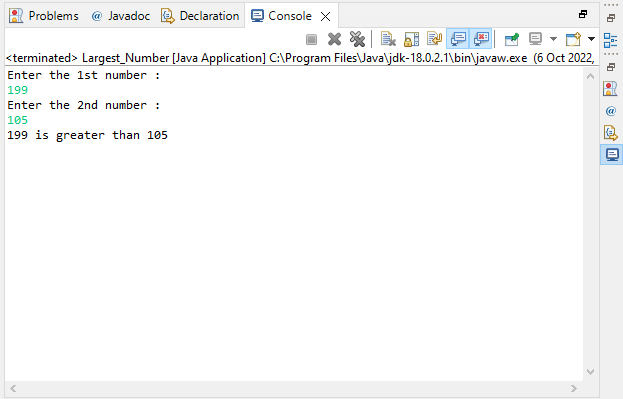 Problems @ Javadoc Declaration Console
<terminated> Largest_Number [Java Application] C:\Program Files\Java\jdk-18.0.2.1\bin\javaw.exe (6 Oct 2022,
Enter the 1st number :
199
Enter the 2nd number :
105
199 is greater than 105